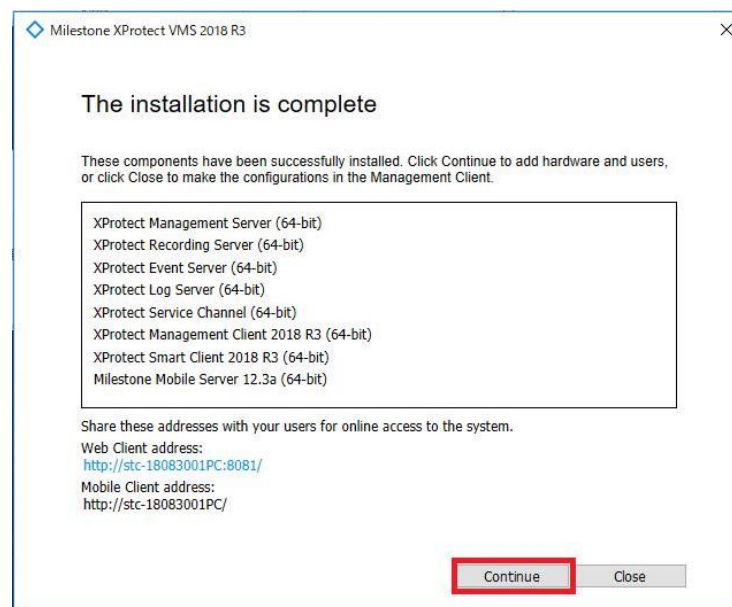 Milestone XProtect VMS 2018 R3
The installation is complete
These components have been successfully installed. Click Continue to add hardware and users,
or click Close to make the configurations in the Management Client.
XProtect Management Server (64-bit)
XProtect Recording Server (64-bit)
XProtect Event Server (64-bit)
XProtect Log Server (64-bit)
XProtect Service Channel (64-bit)
XProtect Management Client 2018 R3 (64-bit)
XProtect Smart Client 2018 R3 (64-bit)
Milestone Mobile Server 12.3a (64-bit)
Share these addresses with your users for online access to the system.
Web Client address:
http://stc-18083001PC:8081/
Mobile Client address:
http://stc-18083001PC/
Continue Close